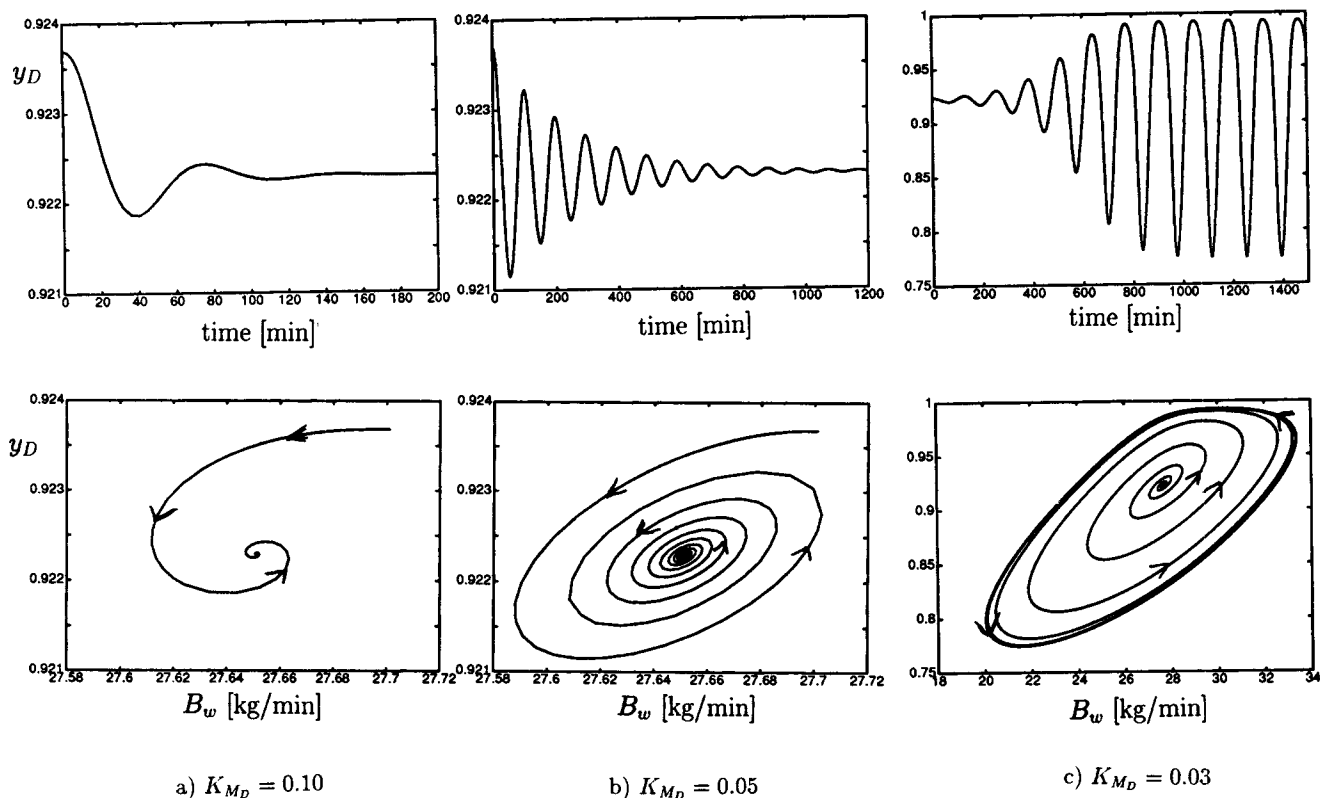 0.924
0.923
0.922
0.921
y_D
0 20 40 60 80 100 120 140 160 180 200
time [min]
0.924
0.923
0.922
0.921
0 200 400 600 800 1000 1200
time [min]
1
0.95
0.9
0.85
0.8
0.75
0 200 400 600 800 1000 1200 1400
time [min]
0.924
0.923
0.922
0.921
y_D
27.58 27.6 27.62 27.64 27.66 27.68 27.7 27.72
B_w [kg/min]
0.924
0.923
0.922
0.921
27.58 27.6 27.62 27.64 27.66 27.68 27.7 27.72
B_w [kg/min]
1
0.95
0.9
0.85
0.8
0.75
18 20 22 24 26 28 30 32 34
B_w [kg/min]
a) K_{M_D} = 0.10
b) K_{M_D} = 0.05
c) K_{M_D} = 0.03